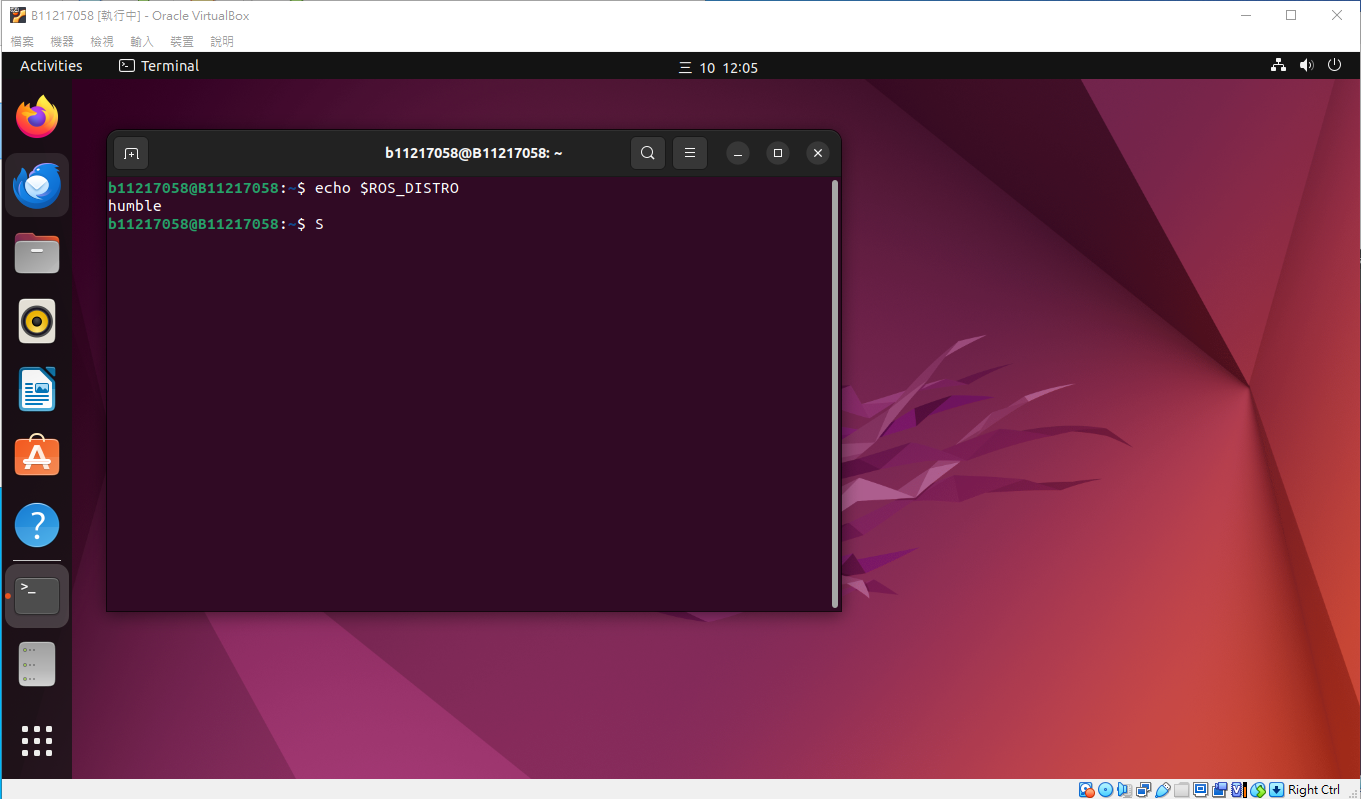 B11217058 [執行中] - Oracle VirtualBox
檔案 機器 檢視 輸入 裝置 說明
Activities Terminal 三 10 12:05
b11217058@B11217058: ~
b11217058@B11217058:~$ echo $ROS_DISTRO
humble
b11217058@B11217058:~$ S
Right Ctrl